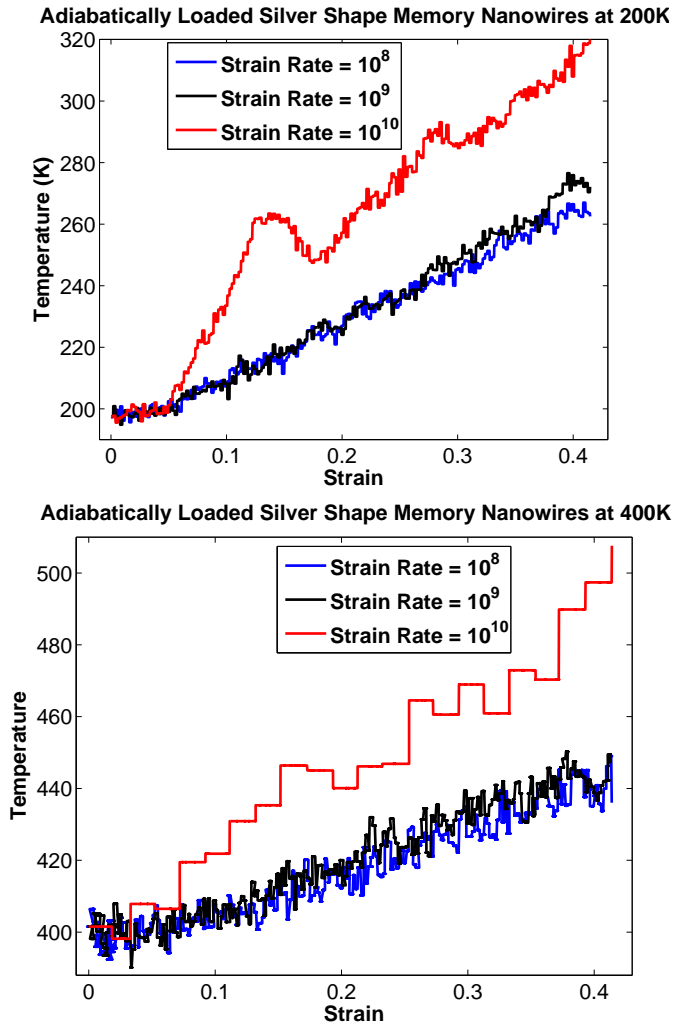 Adiabatically Loaded Silver Shape Memory Nanowires at 200K
320
300
280
260
240
220
200
Temperature (K)
Strain Rate = 10^8
Strain Rate = 10^9
Strain Rate = 10^10
0 0.1 0.2 0.3 0.4
Strain
Adiabatically Loaded Silver Shape Memory Nanowires at 400K
500
480
460
440
420
400
Temperature
Strain Rate = 10^8
Strain Rate = 10^9
Strain Rate = 10^10
0 0.1 0.2 0.3 0.4
Strain